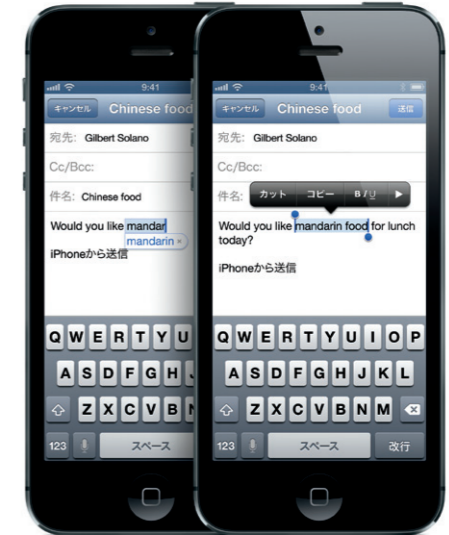 9:41
キャンセル Chinese food
宛先: Gilbert Solano
Cc/Bcc:
件名: Chinese food
Would you like mandar
mandarin ×
iPhoneから送信
Q W E R T Y U
A S D F G H J
Z X C V B N
123 スペース
9:41
キャンセル Chinese food 送信
宛先: Gilbert Solano
Cc/Bcc:
件名:
カット コピー B I U ▶
Would you like mandarin food for lunch
today?
iPhoneから送信
Q W E R T Y U I O P
A S D F G H J K L
Z X C V B N M
123 スペース 改行